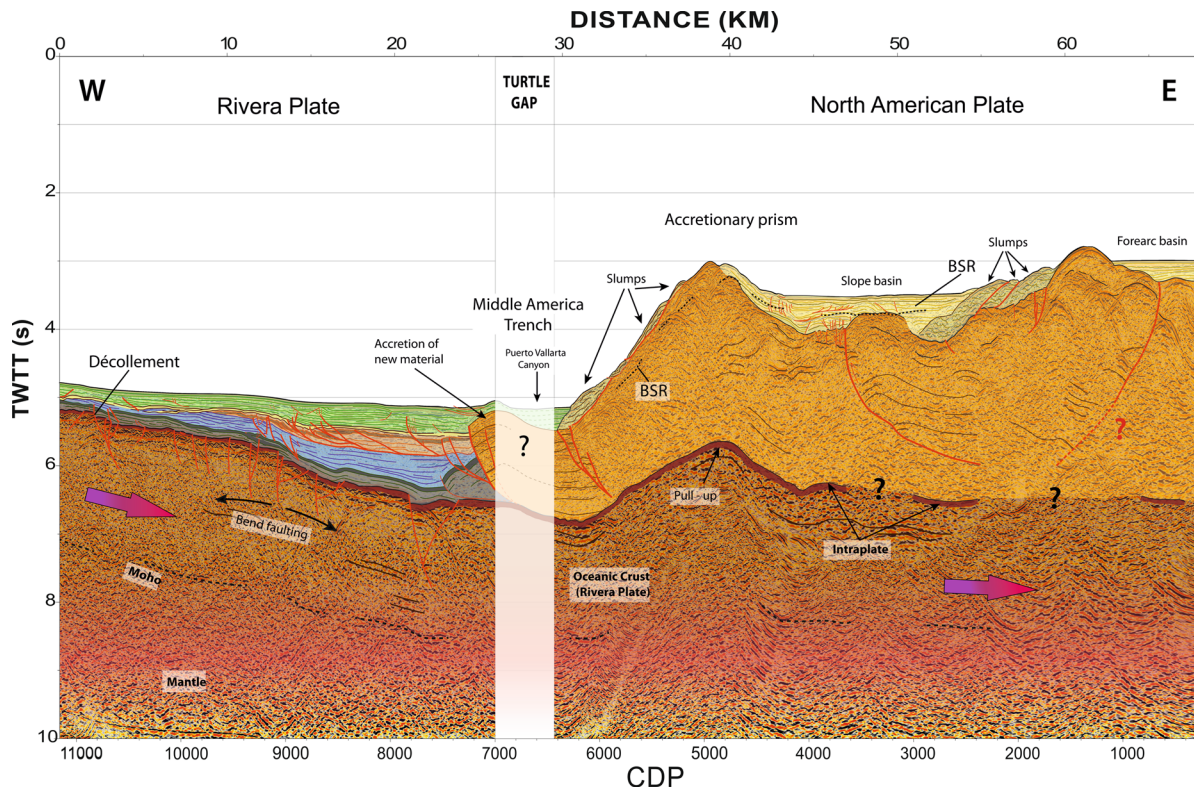 DISTANCE (KM)
0 10 20 30 40 50 60
W
TURTLE
GAP
E
Rivera Plate
North American Plate
TWTT (s)
0
2
4
6
8
10
Accretionary prism
Slumps
Forearc basin
BSR
Slope basin
Slumps
Middle America
Trench
Accretion of
new material
Puerto Vallarta
Canyon
Décollement
BSR
?
?
Pull - up
?
?
Bend faulting
Intraplate
Moho
Oceanic Crust
(Rivera Plate)
Mantle
11000 10000 9000 8000 7000 6000 5000 4000 3000 2000 1000
CDP